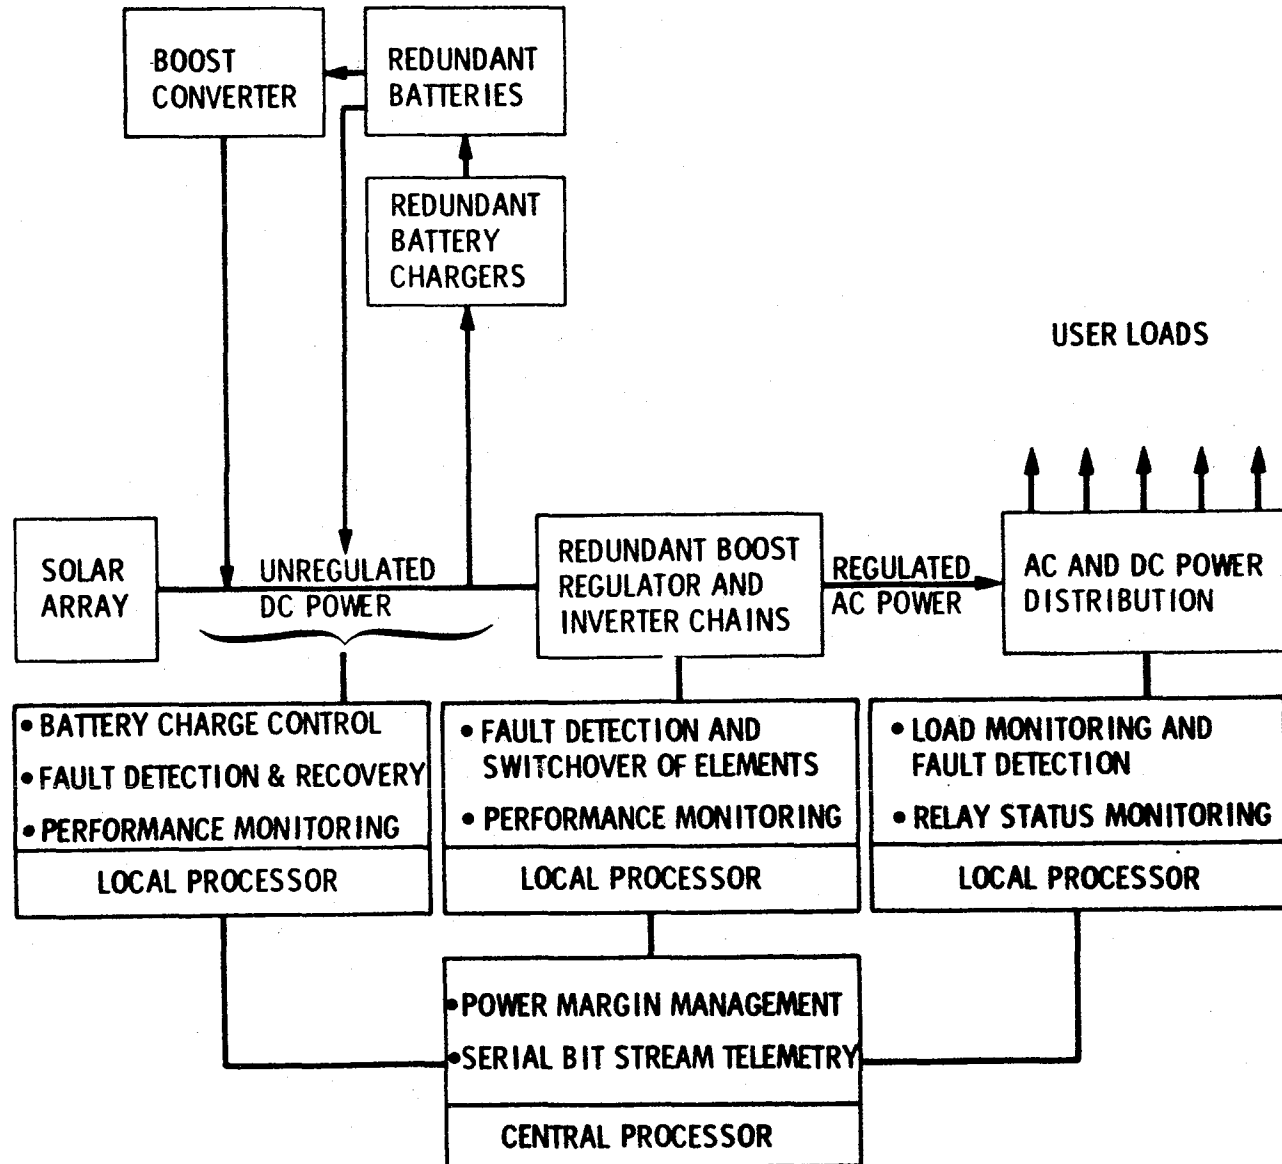 BOOST
CONVERTER
REDUNDANT
BATTERIES
REDUNDANT
BATTERY
CHARGERS
USER LOADS
SOLAR
ARRAY
UNREGULATED
DC POWER
REDUNDANT BOOST
REGULATOR AND
INVERTER CHAINS
REGULATED
AC POWER
AC AND DC POWER
DISTRIBUTION
• BATTERY CHARGE CONTROL
• FAULT DETECTION & RECOVERY
• PERFORMANCE MONITORING
LOCAL PROCESSOR
• FAULT DETECTION AND
SWITCHOVER OF ELEMENTS
• PERFORMANCE MONITORING
LOCAL PROCESSOR
• LOAD MONITORING AND
FAULT DETECTION
• RELAY STATUS MONITORING
LOCAL PROCESSOR
• POWER MARGIN MANAGEMENT
• SERIAL BIT STREAM TELEMETRY
CENTRAL PROCESSOR